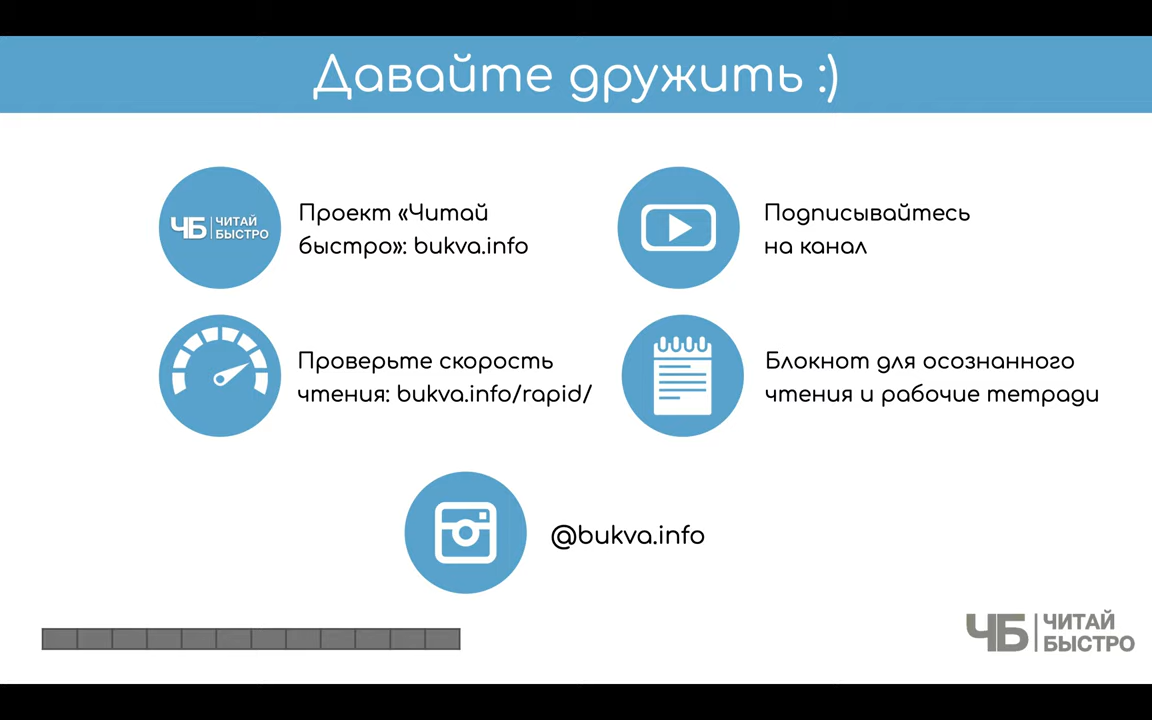 Давайте дружить :)
ЧБ ЧИТАЙ
БЫСТРО
Проект «Читай
быстро»: bukva.info
Подписывайтесь
на канал
Проверьте скорость
чтения: bukva.info/rapid/
Блокнот для осознанного
чтения и рабочие тетради
@bukva.info
ЧБ ЧИТАЙ
БЫСТРО